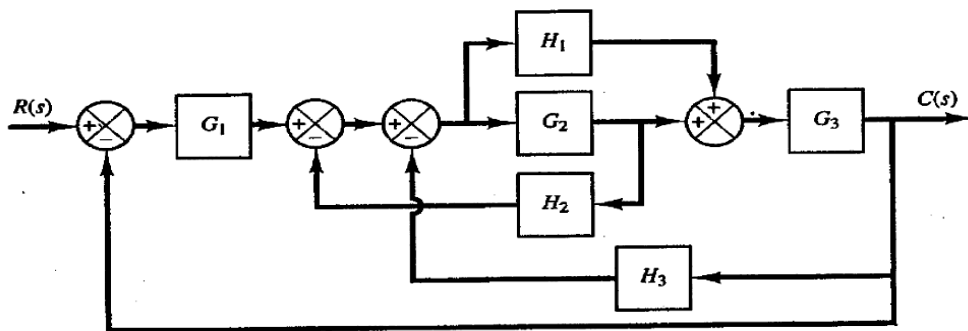 H₁
R(s)
C(s)
+
−
G₁
+
−
+
−
G₂
+
+
G₃
H₂
H₃